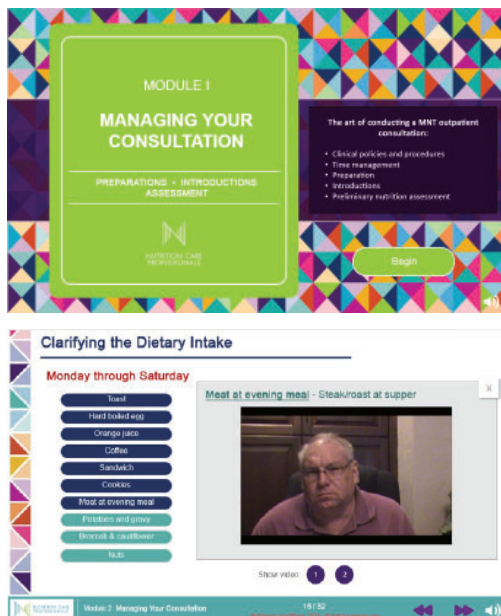 MODULE I
MANAGING YOUR
CONSULTATION
PREPARATIONS - INTRODUCTIONS
ASSESSMENT
NUTRITION CARE
PROFESSIONALS
The art of conducting a MNT outpatient
consultation:
• Clinical policies and procedures
• Time management
• Preparation
• Introductions
• Preliminary nutrition assessment
Begin
Clarifying the Dietary Intake
Monday through Saturday
Toast
Hard boiled egg
Orange juice
Coffee
Sandwich
Cookies
Meat at evening meal
Potatoes and gravy
Broccoli & cauliflower
Nuts
Meat at evening meal - Steak/roast at supper
X
Show video: 1 2
NUTRITION CARE
PROFESSIONALS
Module 2: Managing Your Consultation